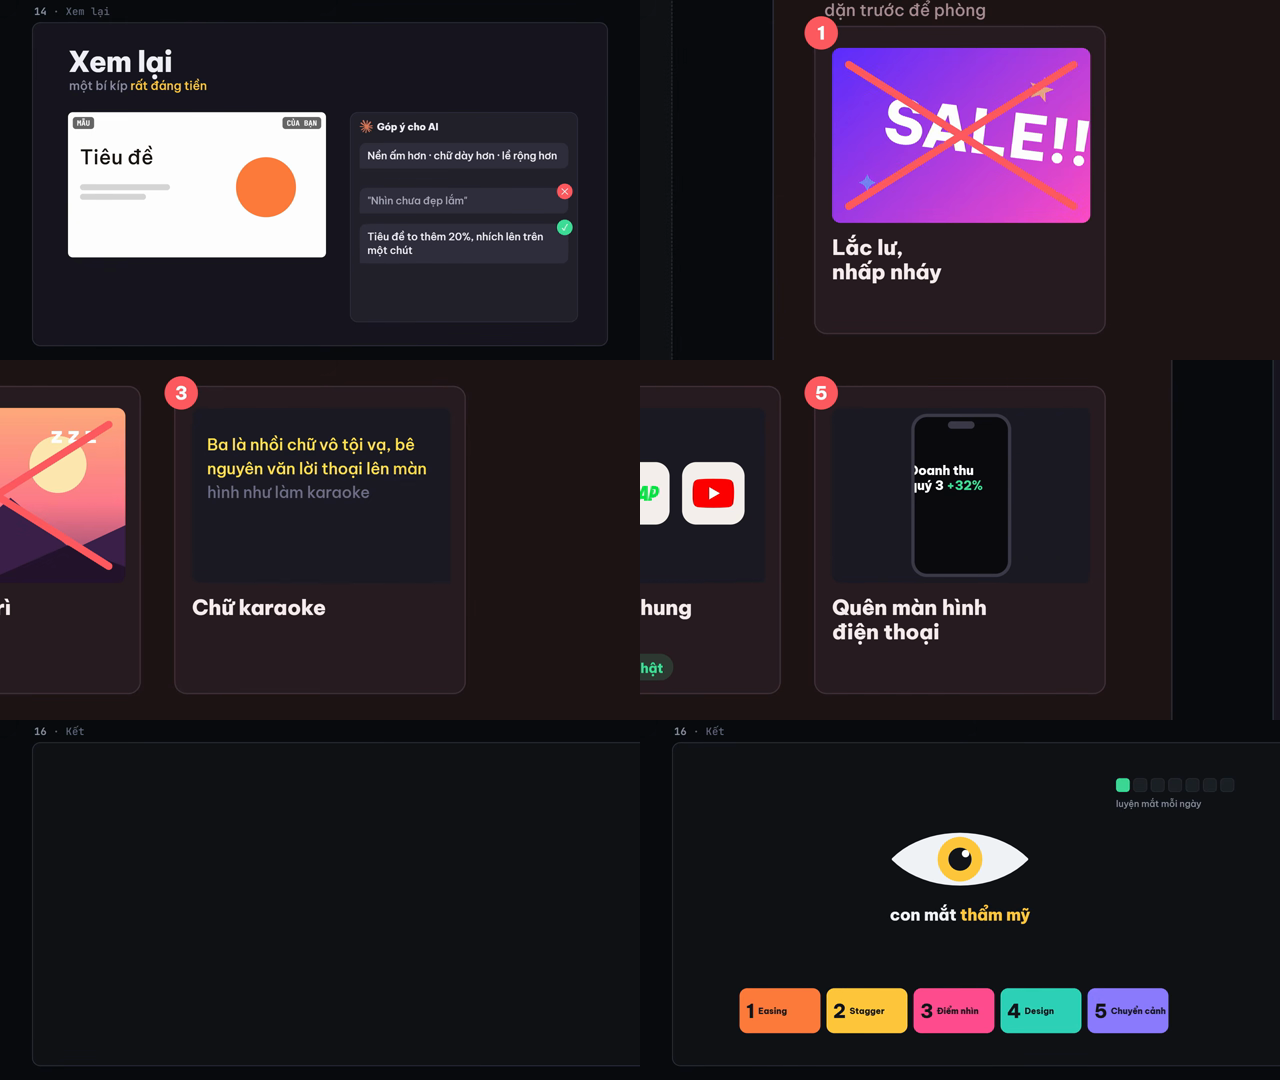 14 · Xem lại
Xem lại
một bí kíp rất đáng tiền
MẪU
CỦA BẠN
Tiêu đề
Góp ý cho AI
Nền ấm hơn · chữ dày hơn · lề rộng hơn
"Nhìn chưa đẹp lắm"
Tiêu đề to thêm 20%, nhích lên trên
một chút
dặn trước để phòng
1
SALE!!
Lắc lư,
nhấp nháy
z z z
rì
3
Ba là nhồi chữ vô tội vạ, bê
nguyên văn lời thoại lên màn
hình như làm karaoke
Chữ karaoke
AP
hung
hật
5
Doanh thu
quý 3 +32%
Quên màn hình
điện thoại
16 · Kết
16 · Kết
luyện mắt mỗi ngày
con mắt thẩm mỹ
1 Easing
2 Stagger
3 Điểm nhìn
4 Design
5 Chuyển cảnh